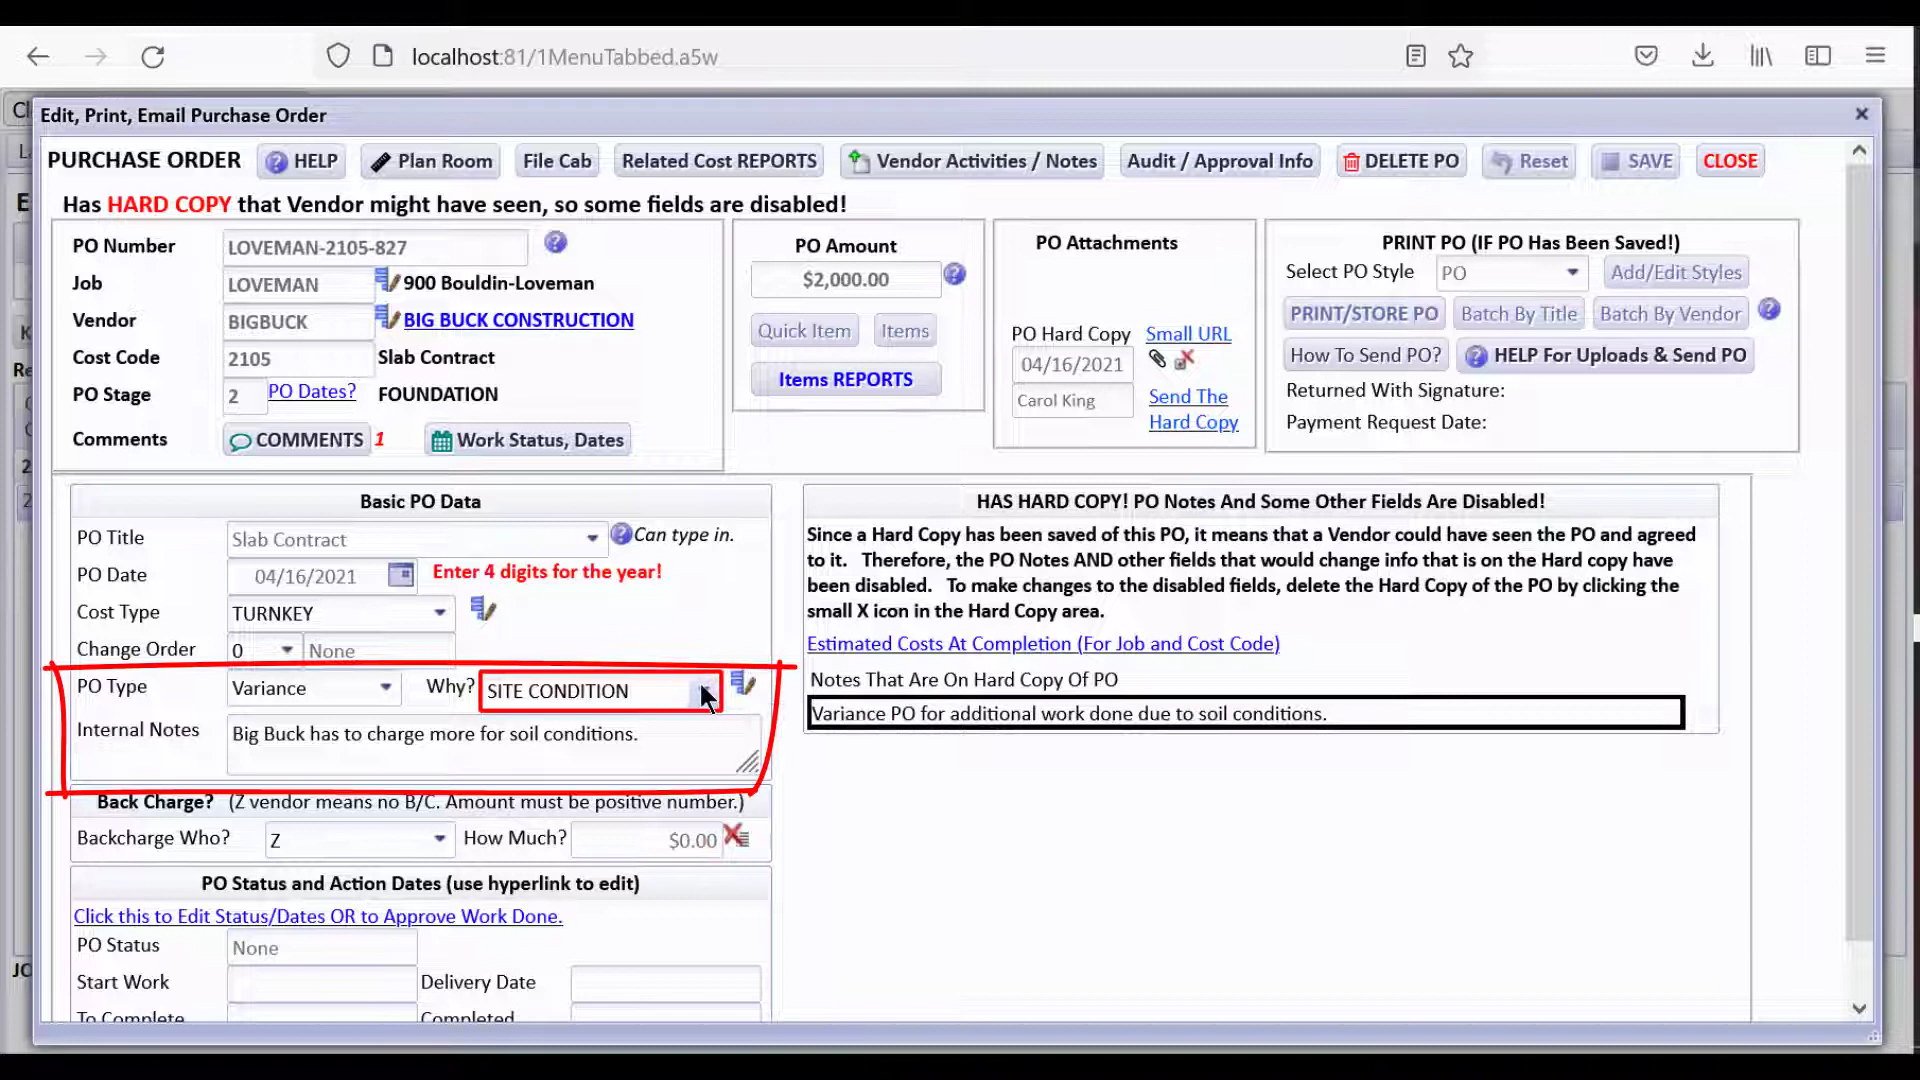 localhost:81/1MenuTabbed.a5w
Edit, Print, Email Purchase Order
PURCHASE ORDER HELP Plan Room File Cab Related Cost REPORTS Vendor Activities / Notes Audit / Approval Info DELETE PO Reset SAVE CLOSE
Has HARD COPY that Vendor might have seen, so some fields are disabled!
PO Number LOVEMAN-2105-827
Job LOVEMAN 900 Bouldin-Loveman
Vendor BIGBUCK BIG BUCK CONSTRUCTION
Cost Code 2105 Slab Contract
PO Stage 2 PO Dates? FOUNDATION
Comments COMMENTS 1 Work Status, Dates
PO Amount
$2,000.00
Quick Item Items
Items REPORTS
PO Attachments
PO Hard Copy Small URL
04/16/2021
Carol King
Send The
Hard Copy
PRINT PO (IF PO Has Been Saved!)
Select PO Style PO Add/Edit Styles
PRINT/STORE PO Batch By Title Batch By Vendor
How To Send PO? HELP For Uploads & Send PO
Returned With Signature:
Payment Request Date:
Basic PO Data
PO Title Slab Contract Can type in.
PO Date 04/16/2021 Enter 4 digits for the year!
Cost Type TURNKEY
Change Order 0 None
PO Type Variance Why? SITE CONDITION
Internal Notes Big Buck has to charge more for soil conditions.
Back Charge? (Z vendor means no B/C. Amount must be positive number.)
Backcharge Who? Z How Much? $0.00
PO Status and Action Dates (use hyperlink to edit)
Click this to Edit Status/Dates OR to Approve Work Done.
PO Status None
Start Work Delivery Date
To Complete Completed
HAS HARD COPY! PO Notes And Some Other Fields Are Disabled!
Since a Hard Copy has been saved of this PO, it means that a Vendor could have seen the PO and agreed
to it. Therefore, the PO Notes AND other fields that would change info that is on the Hard copy have
been disabled. To make changes to the disabled fields, delete the Hard Copy of the PO by clicking the
small X icon in the Hard Copy area.
Estimated Costs At Completion (For Job and Cost Code)
Notes That Are On Hard Copy Of PO
Variance PO for additional work done due to soil conditions.